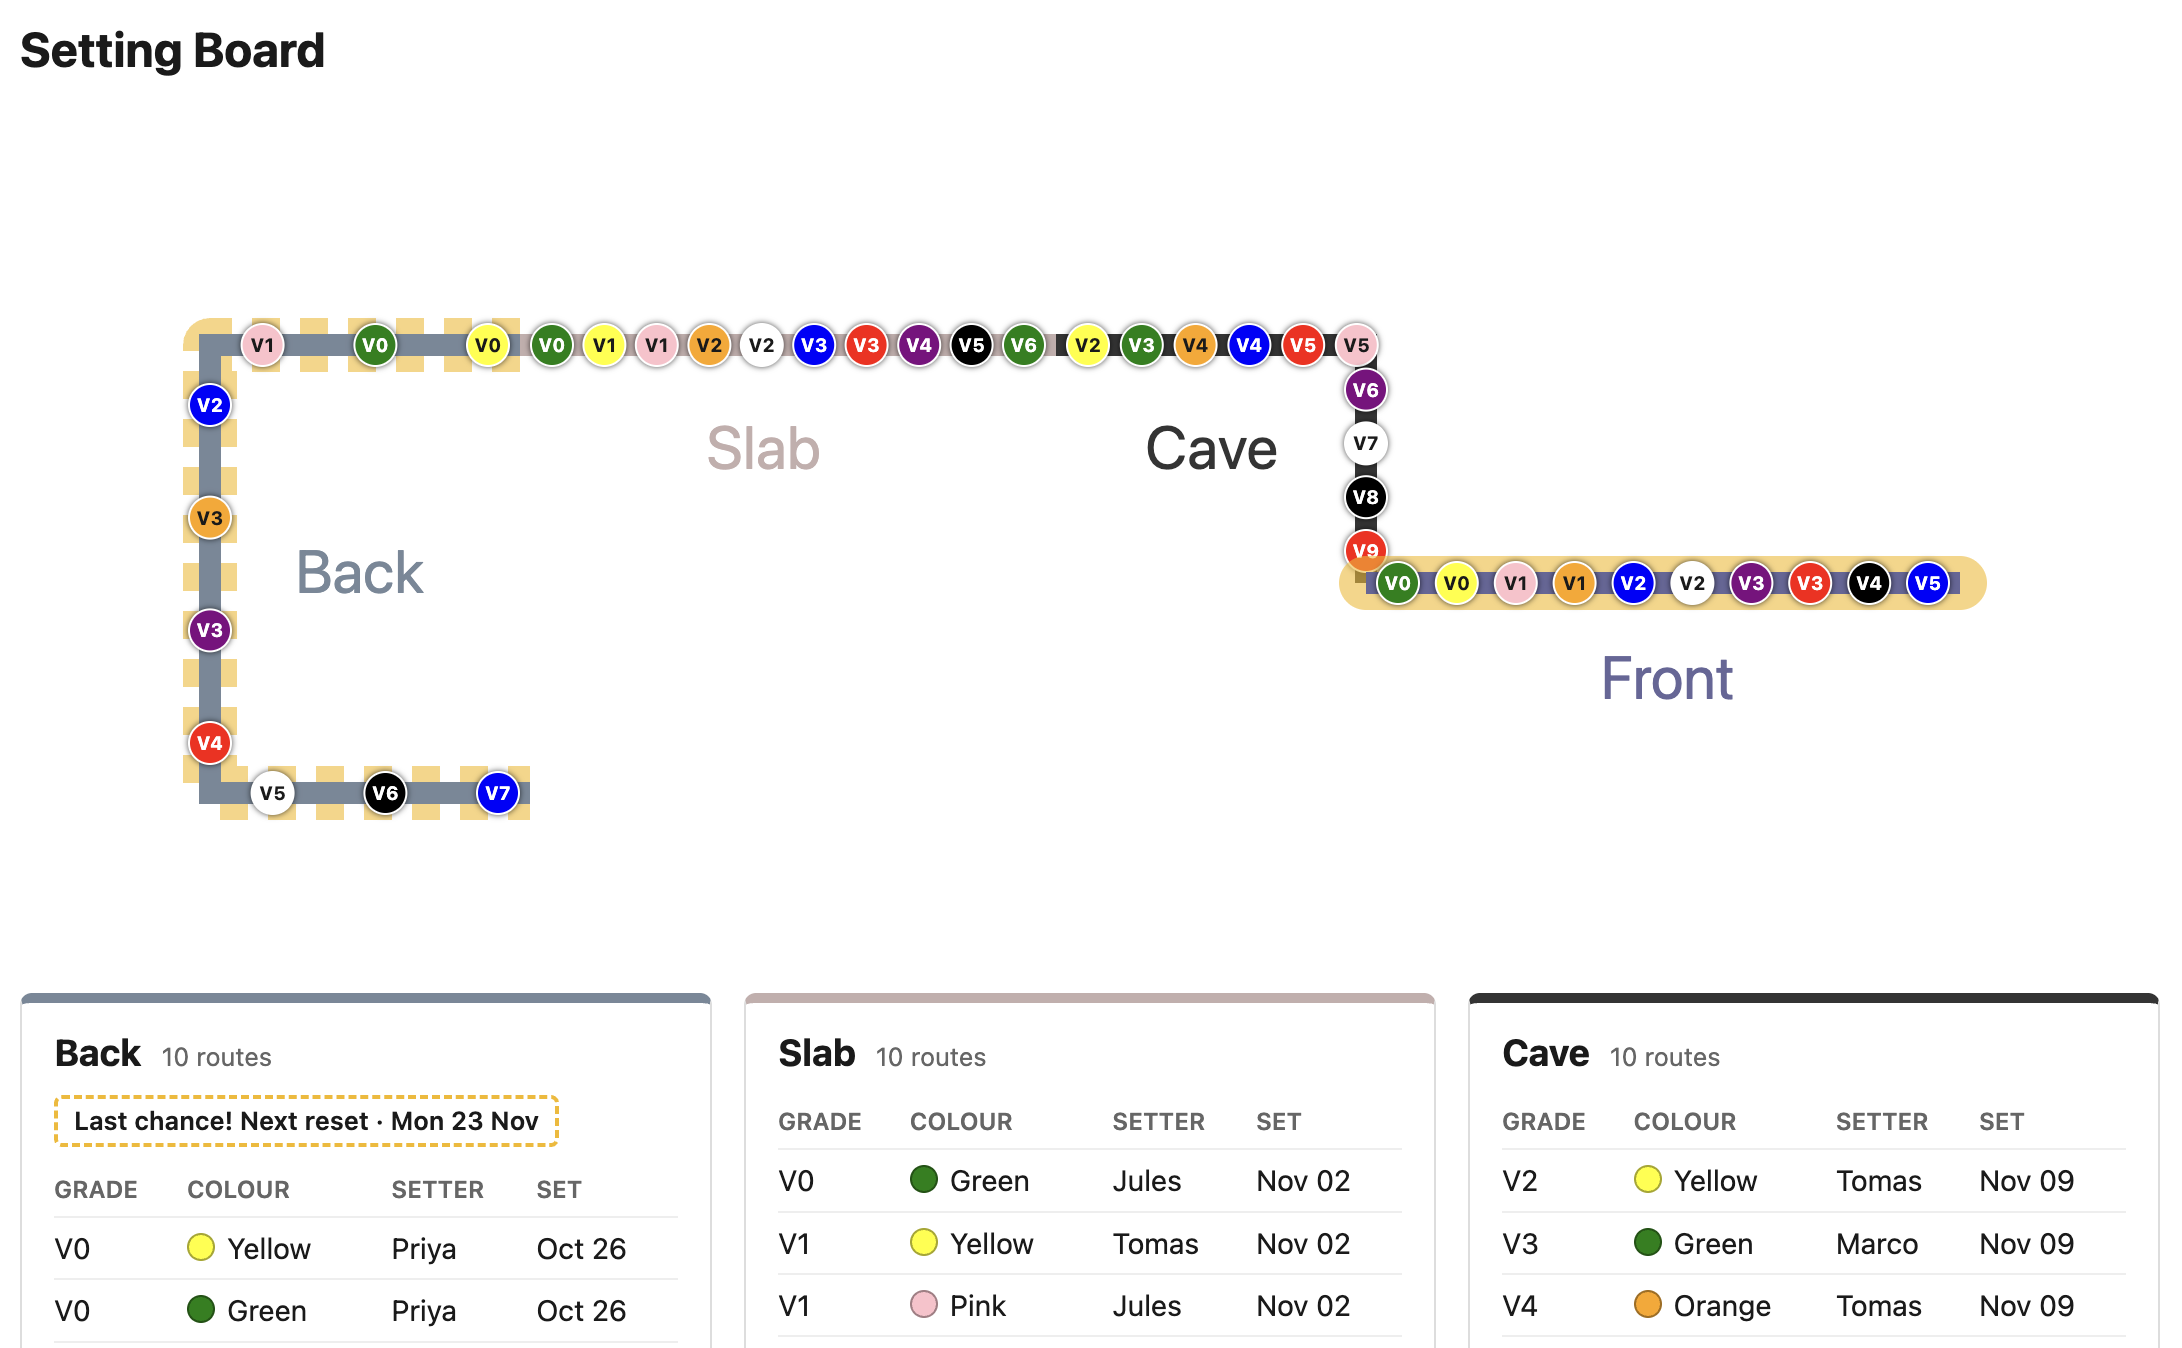 Setting Board
V1 V0 V0 V0 V1 V1 V2 V2 V3 V3 V4 V5 V6 V2 V3 V4 V4 V5 V5
V6
V2
Slab
Cave
V7
V8
V3
V9
Back
V0 V0 V1 V1 V2 V2 V3 V3 V4 V5
V3
Front
V4
V5 V6 V7
Back 10 routes
Last chance! Next reset · Mon 23 Nov
GRADE COLOUR SETTER SET
V0 Yellow Priya Oct 26
V0 Green Priya Oct 26
Slab 10 routes
GRADE COLOUR SETTER SET
V0 Green Jules Nov 02
V1 Yellow Tomas Nov 02
V1 Pink Jules Nov 02
Cave 10 routes
GRADE COLOUR SETTER SET
V2 Yellow Tomas Nov 09
V3 Green Marco Nov 09
V4 Orange Tomas Nov 09